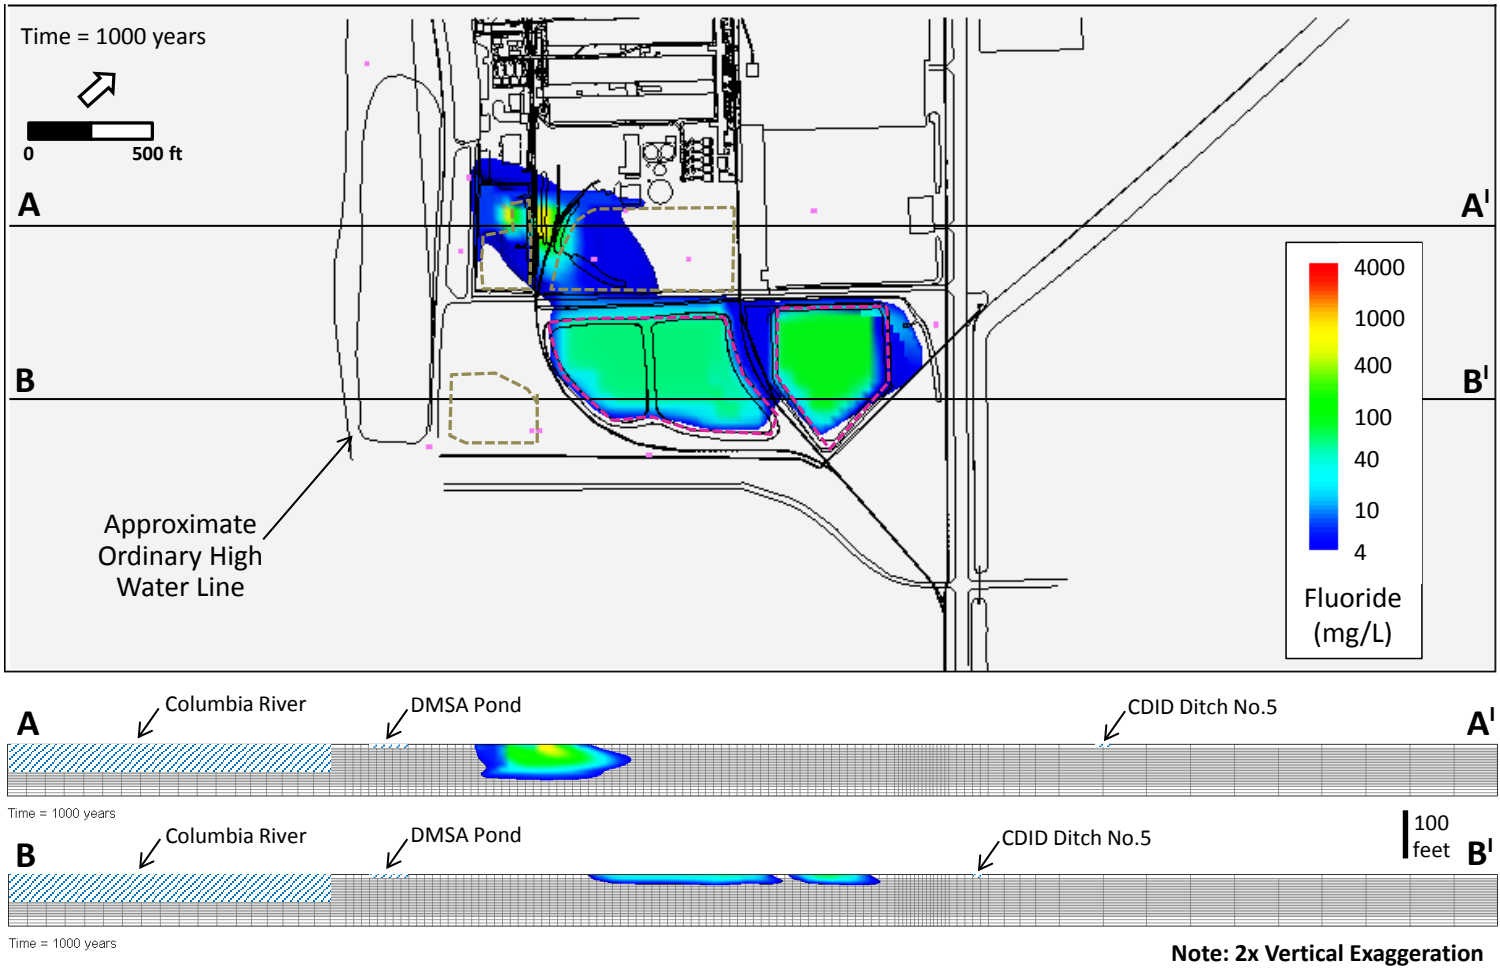 Time = 1000 years
0 500 ft
A A'
B B'
Approximate
Ordinary High
Water Line
4000
1000
400
100
40
10
4
Fluoride
(mg/L)
A Columbia River DMSA Pond CDID Ditch No.5 A'
Time = 1000 years
B Columbia River DMSA Pond CDID Ditch No.5 B'
100
feet
Time = 1000 years
Note: 2x Vertical Exaggeration